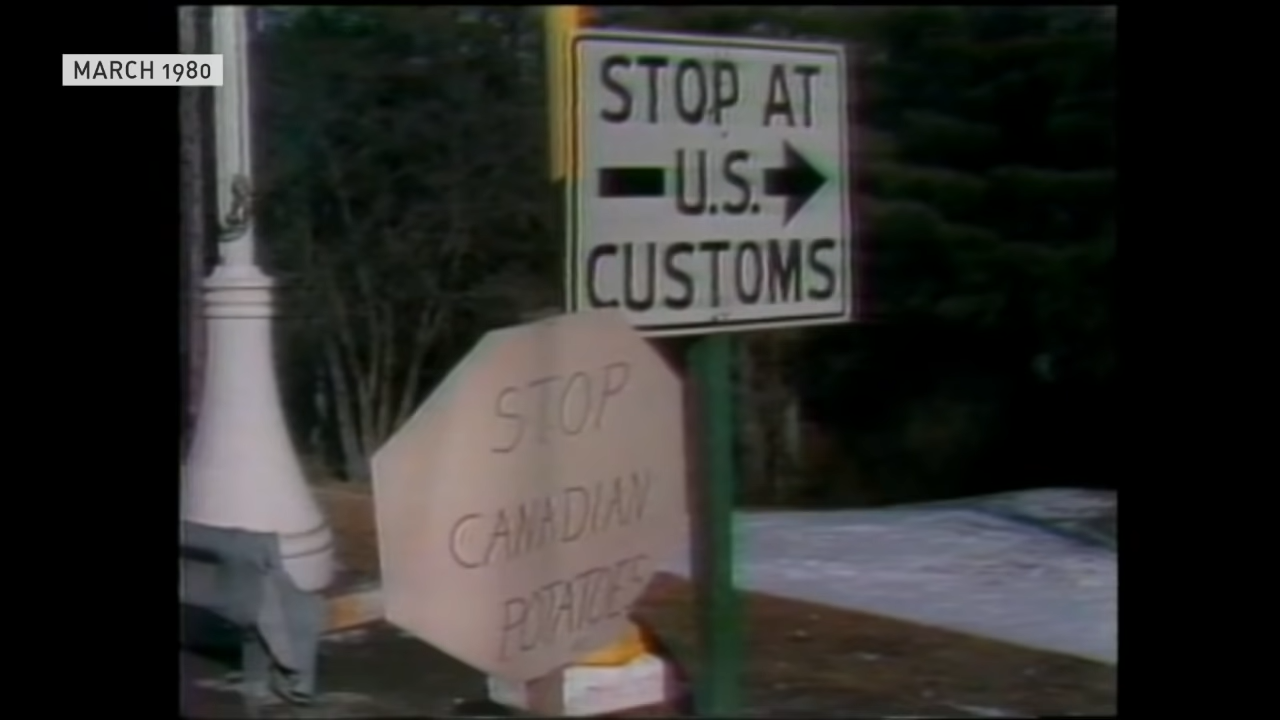 MARCH 1980
STOP AT
U.S.
CUSTOMS
STOP
CANADIAN
POTATOES